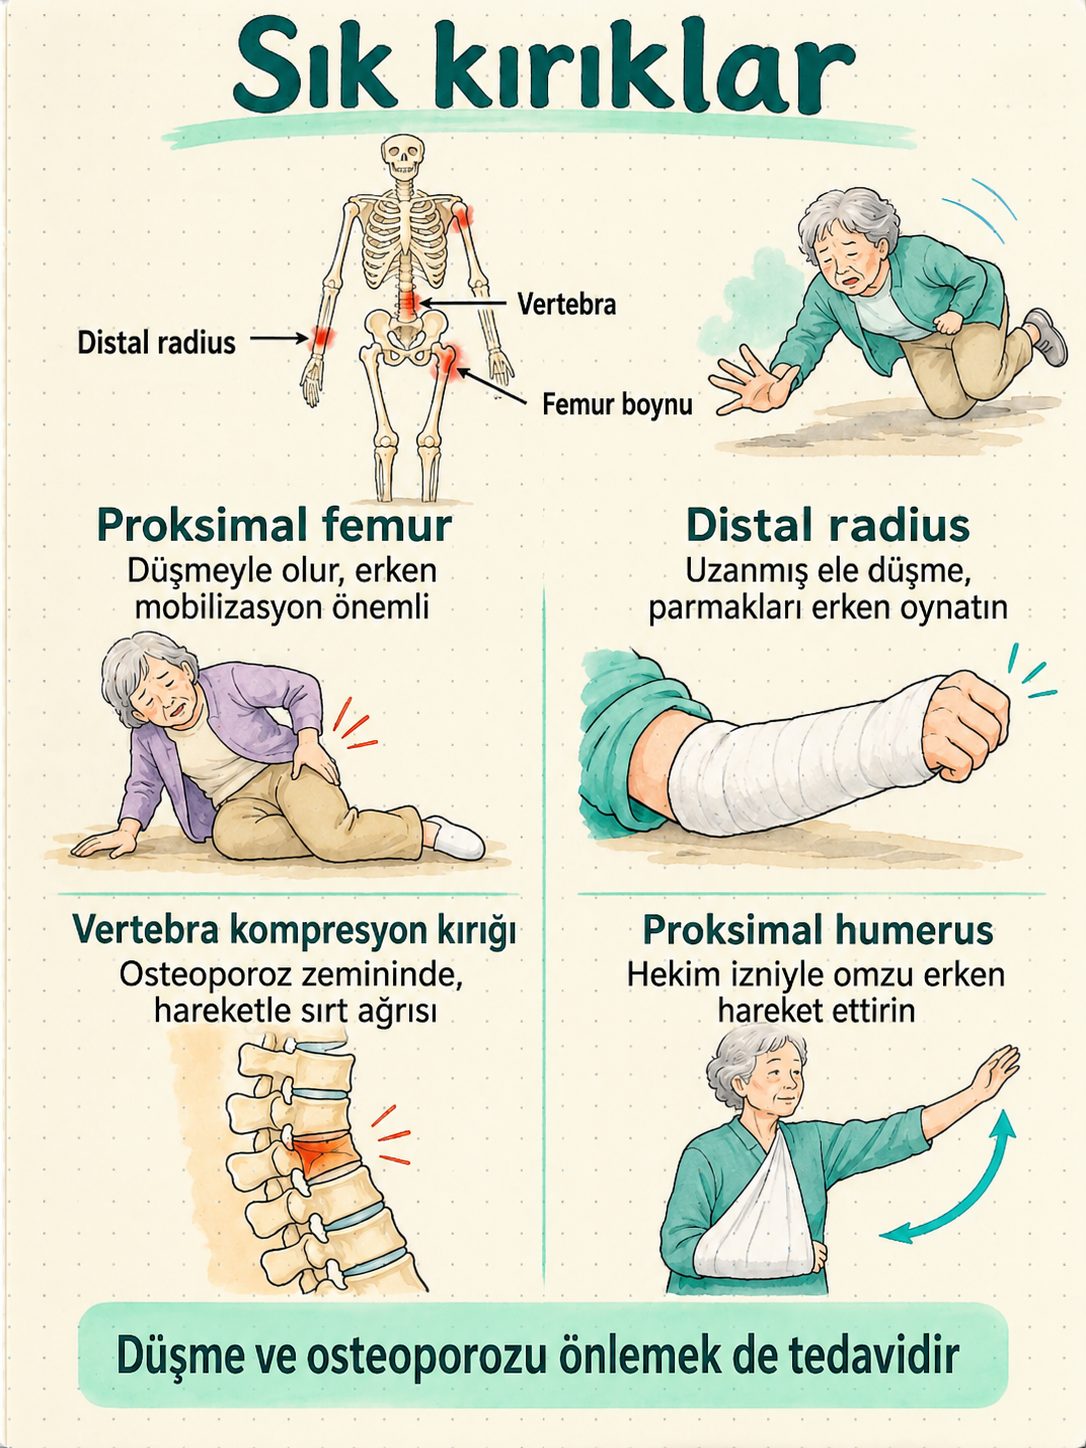 Sık kırıklar
Vertebra
Distal radius
Femur boynu
Proksimal femur
Düşmeyle olur, erken
mobilizasyon önemli
Distal radius
Uzanmış ele düşme,
parmakları erken oynatın
Vertebra kompresyon kırığı
Osteoporoz zemininde,
hareketle sırt ağrısı
Proksimal humerus
Hekim izniyle omzu erken
hareket ettirin
Düşme ve osteoporozu önlemek de tedavidir